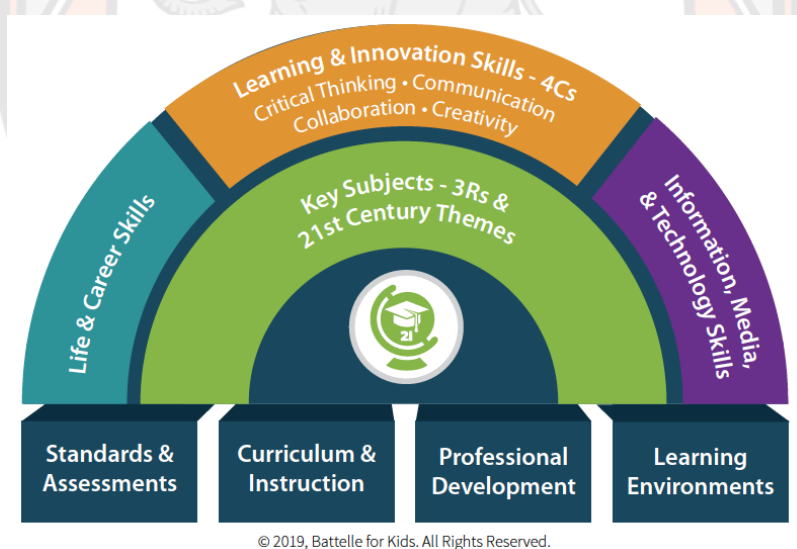 Learning & Innovation Skills - 4Cs
Critical Thinking • Communication
Collaboration • Creativity
Life & Career Skills
Key Subjects - 3Rs &
21st Century Themes
Information, Media,
& Technology Skills
21
Standards &
Assessments
Curriculum &
Instruction
Professional
Development
Learning
Environments
© 2019, Battelle for Kids. All Rights Reserved.